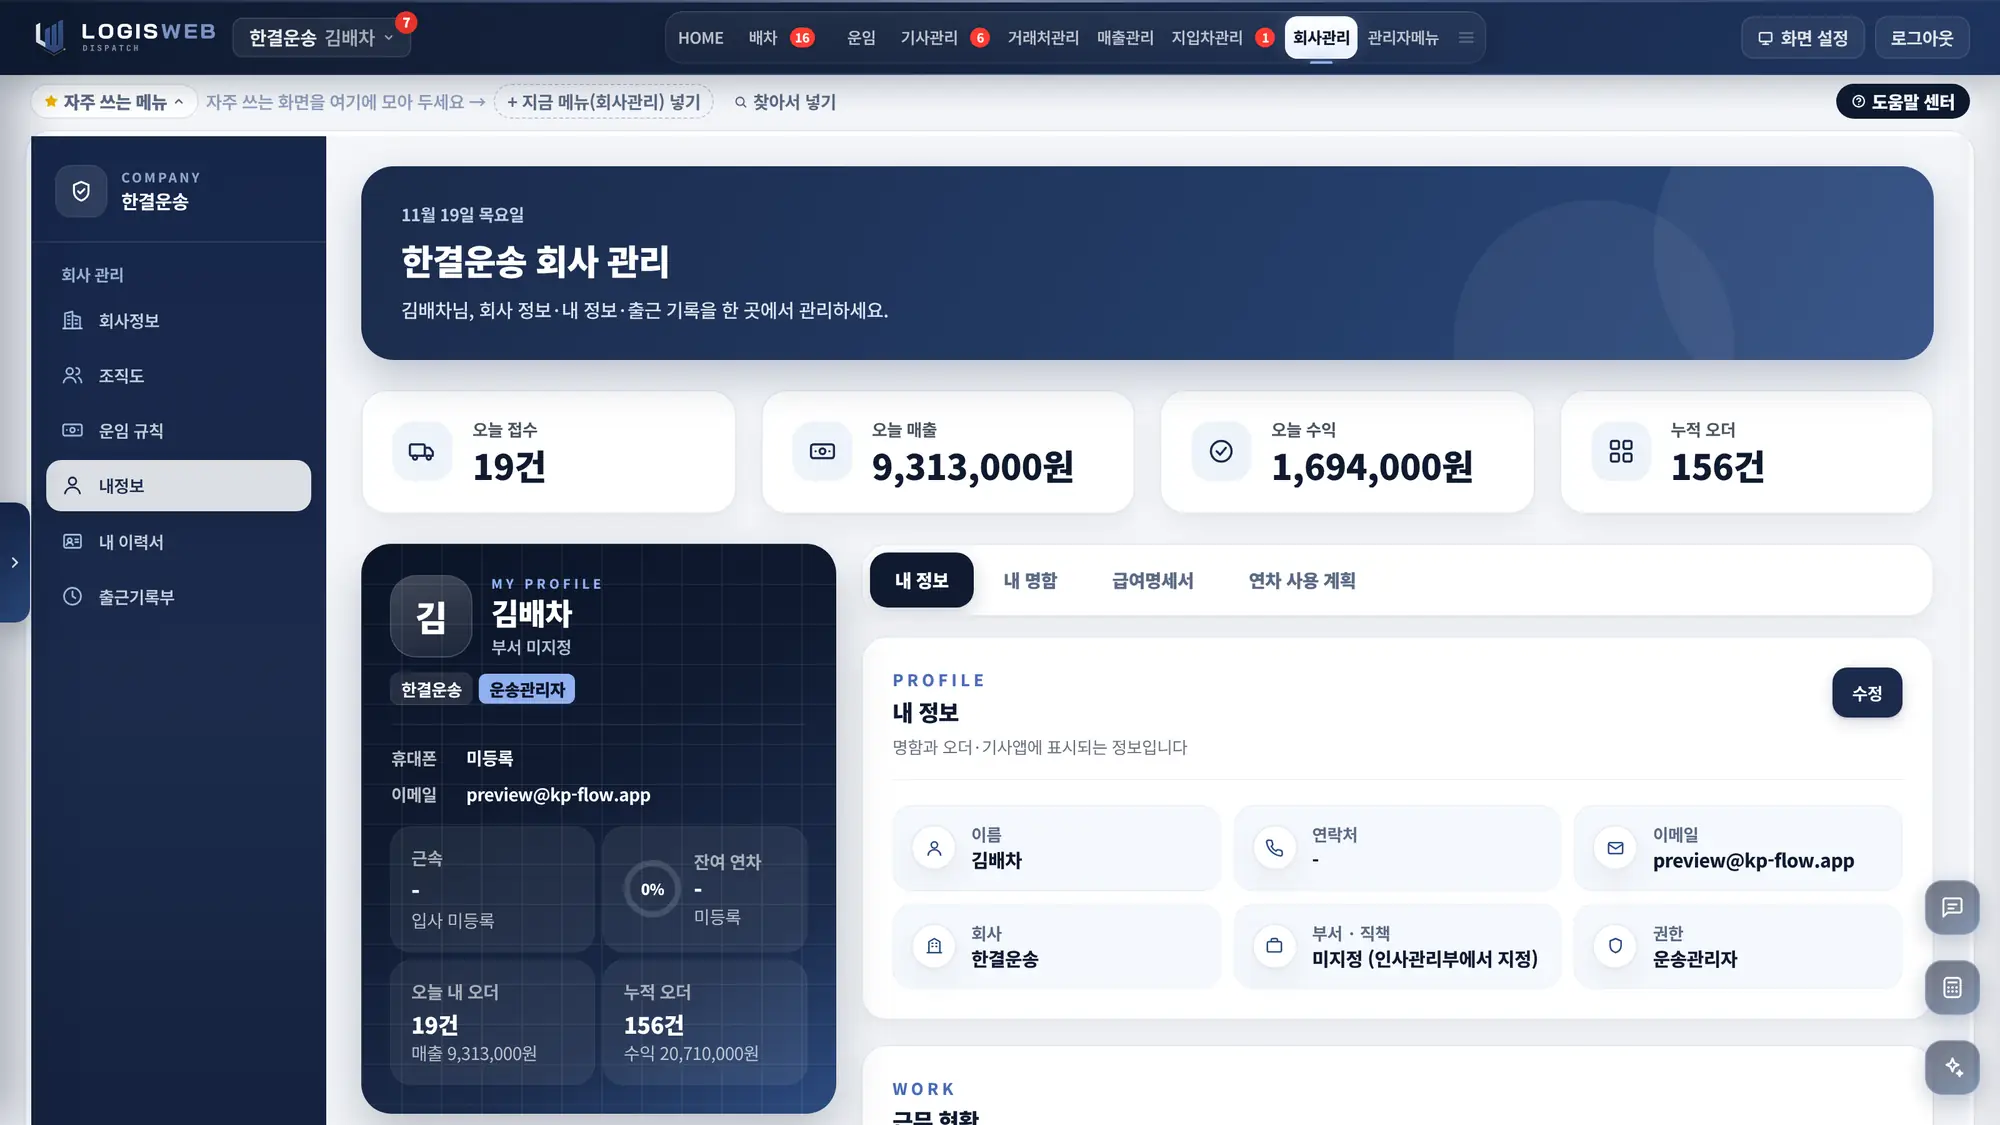 LOGISWEB
DISPATCH
한결운송 김배차
7
HOME
배차 16
운임
기사관리 6
거래처관리
매출관리
지입차관리 1
회사관리
관리자메뉴
화면 설정
로그아웃
자주 쓰는 메뉴
자주 쓰는 화면을 여기에 모아 두세요 →
+ 지금 메뉴(회사관리) 넣기
찾아서 넣기
도움말 센터
COMPANY
한결운송
회사 관리
회사정보
조직도
운임 규칙
내정보
내 이력서
출근기록부
11월 19일 목요일
한결운송 회사 관리
김배차님, 회사 정보·내 정보·출근 기록을 한 곳에서 관리하세요.
오늘 접수
19건
오늘 매출
9,313,000원
오늘 수익
1,694,000원
누적 오더
156건
김
MY PROFILE
김배차
부서 미지정
한결운송 운송관리자
휴대폰 미등록
이메일 preview@kp-flow.app
근속
-
입사 미등록
0%
잔여 연차
-
미등록
오늘 내 오더
19건
매출 9,313,000원
누적 오더
156건
수익 20,710,000원
내 정보
내 명함
급여명세서
연차 사용 계획
PROFILE
내 정보
명함과 오더·기사앱에 표시되는 정보입니다
수정
이름
김배차
연락처
-
이메일
preview@kp-flow.app
회사
한결운송
부서 · 직책
미지정 (인사관리부에서 지정)
권한
운송관리자
WORK
근무 현황